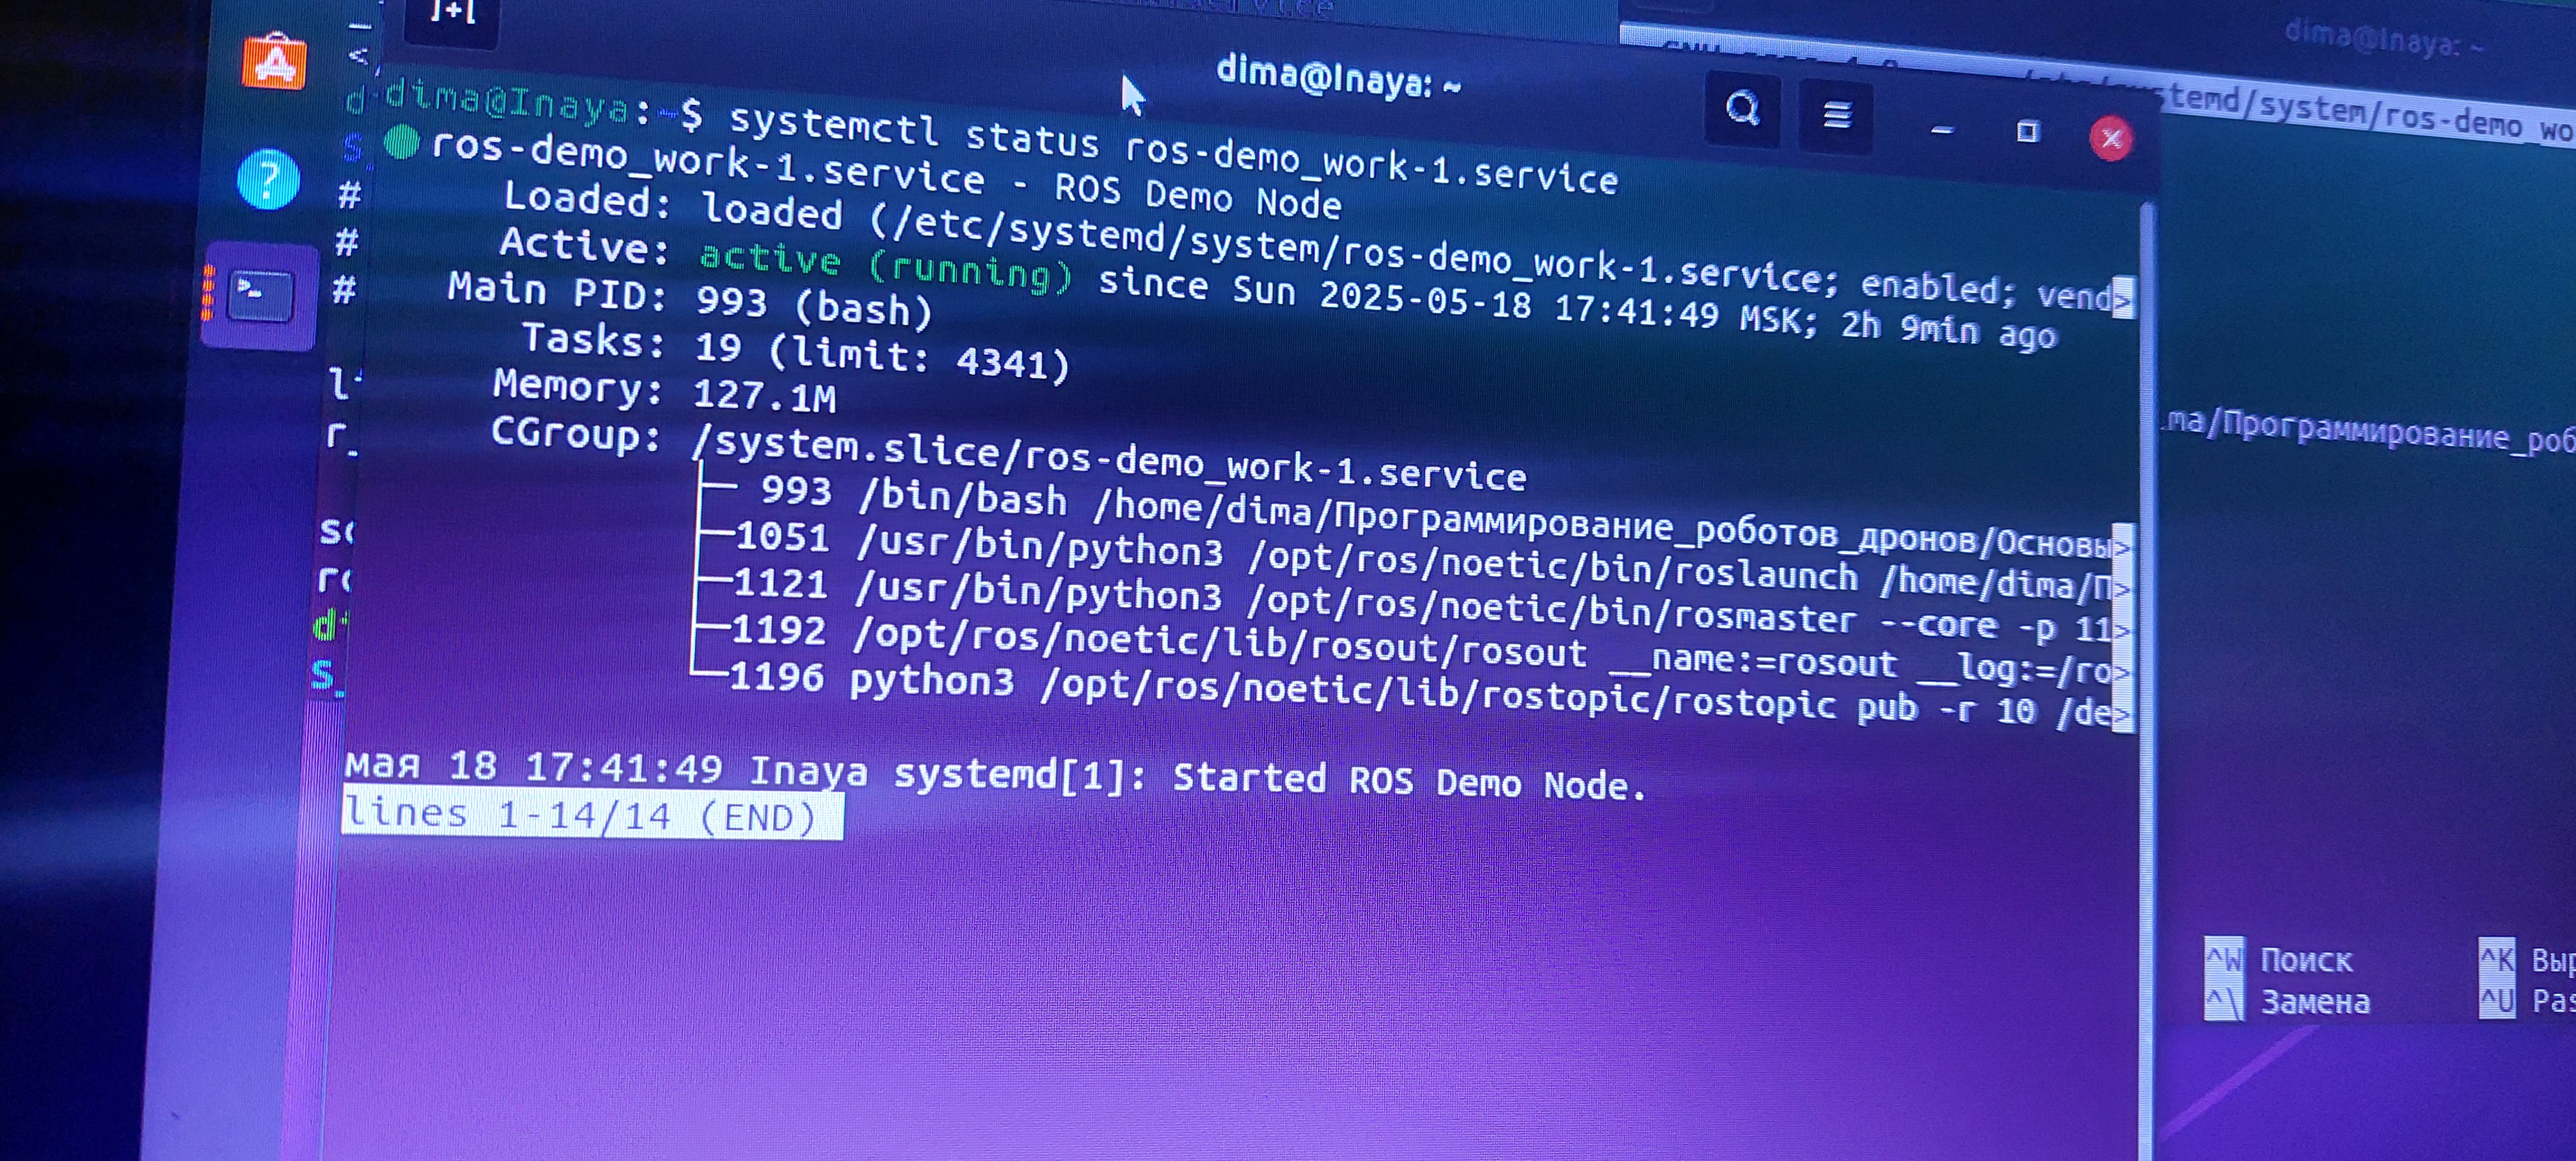 dima@Inaya: ~
dima@Inaya: ~
dima@Inaya:~$ systemctl status ros-demo_work-1.service
ros-demo_work-1.service - ROS Demo Node
Loaded: loaded (/etc/systemd/system/ros-demo_work-1.service; enabled; vend>
Active: active (running) since Sun 2025-05-18 17:41:49 MSK; 2h 9min ago
Main PID: 993 (bash)
Tasks: 19 (limit: 4341)
Memory: 127.1M
CGroup: /system.slice/ros-demo_work-1.service
├─ 993 /bin/bash /home/dima/Программирование_роботов_дронов/Основы>
├─1051 /usr/bin/python3 /opt/ros/noetic/bin/roslaunch /home/dima/П>
├─1121 /usr/bin/python3 /opt/ros/noetic/bin/rosmaster --core -p 11>
├─1192 /opt/ros/noetic/lib/rosout/rosout __name:=rosout __log:=/ro>
└─1196 python3 /opt/ros/noetic/lib/rostopic/rostopic pub -r 10 /de>
мая 18 17:41:49 Inaya systemd[1]: Started ROS Demo Node.
lines 1-14/14 (END)
temd/system/ros-demo wo
ma/Программирование_роб
^W Поиск ^K Выр
^\ Замена ^U